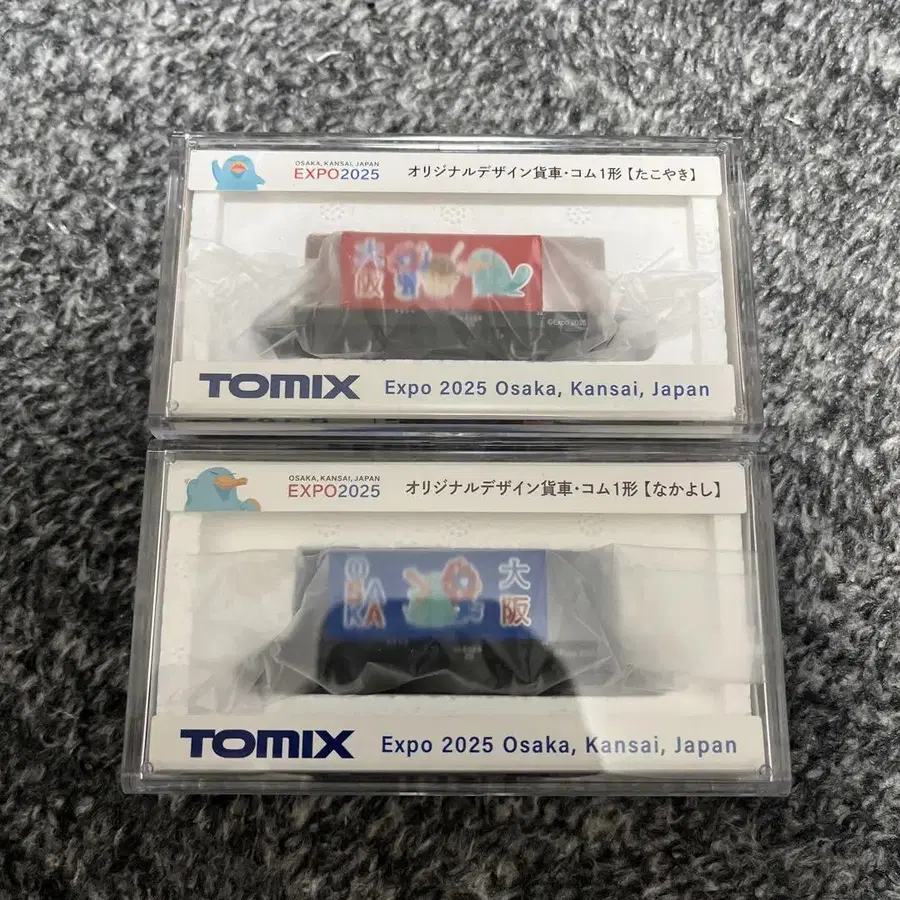 OSAKA, KANSAI, JAPAN
EXPO2025
オリジナルデザイン貨車・コム1形【たこやき】
大阪
©Expo 2025
TOMIX
Expo 2025 Osaka, Kansai, Japan
OSAKA, KANSAI, JAPAN
EXPO2025
オリジナルデザイン貨車・コム1形【なかよし】
OSAKA
大阪
TOMIX
Expo 2025 Osaka, Kansai, Japan